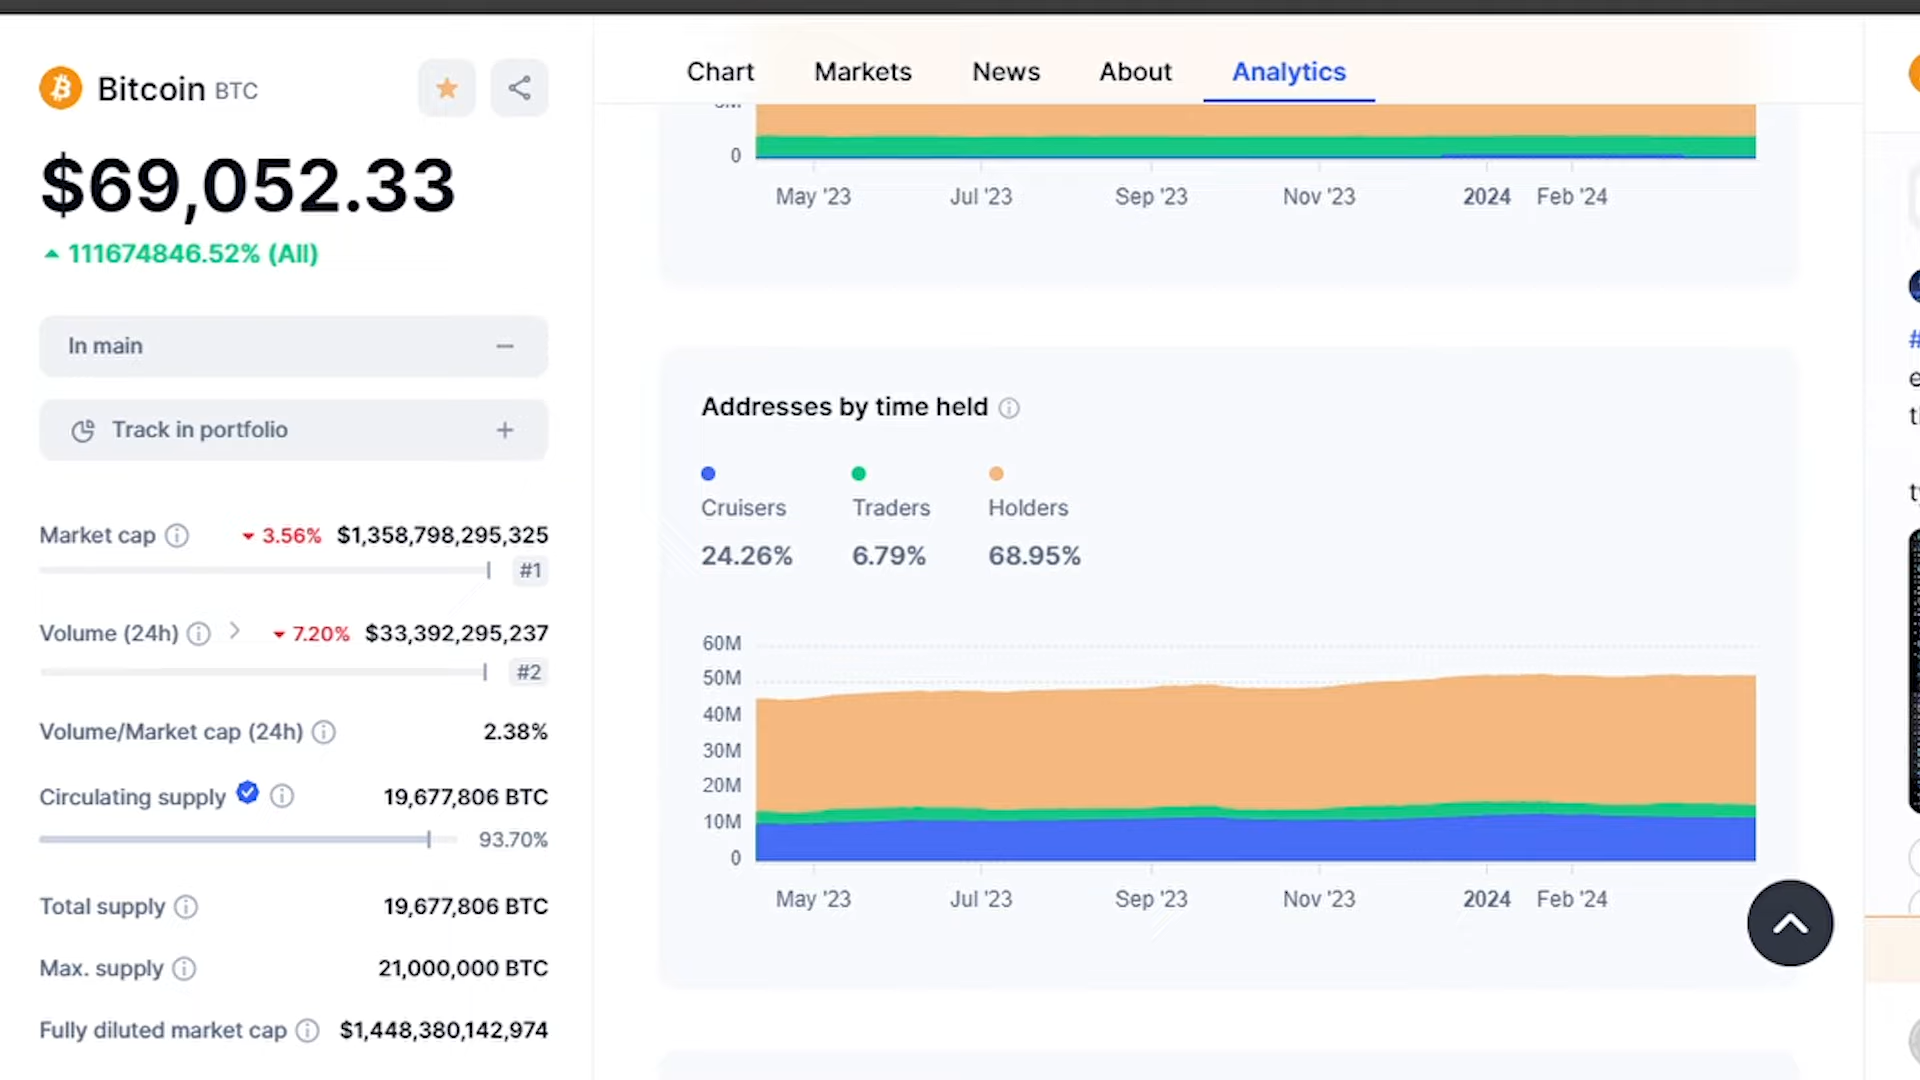 Bitcoin BTC
$69,052.33
111674846.52% (All)
In main
Track in portfolio
Market cap 3.56% $1,358,798,295,325
#1
Volume (24h) 7.20% $33,392,295,237
#2
Volume/Market cap (24h) 2.38%
Circulating supply 19,677,806 BTC
93.70%
Total supply 19,677,806 BTC
Max. supply 21,000,000 BTC
Fully diluted market cap $1,448,380,142,974
Chart Markets News About Analytics
0
May '23 Jul '23 Sep '23 Nov '23 2024 Feb '24
Addresses by time held
Cruisers Traders Holders
24.26% 6.79% 68.95%
60M
50M
40M
30M
20M
10M
0
May '23 Jul '23 Sep '23 Nov '23 2024 Feb '24
#